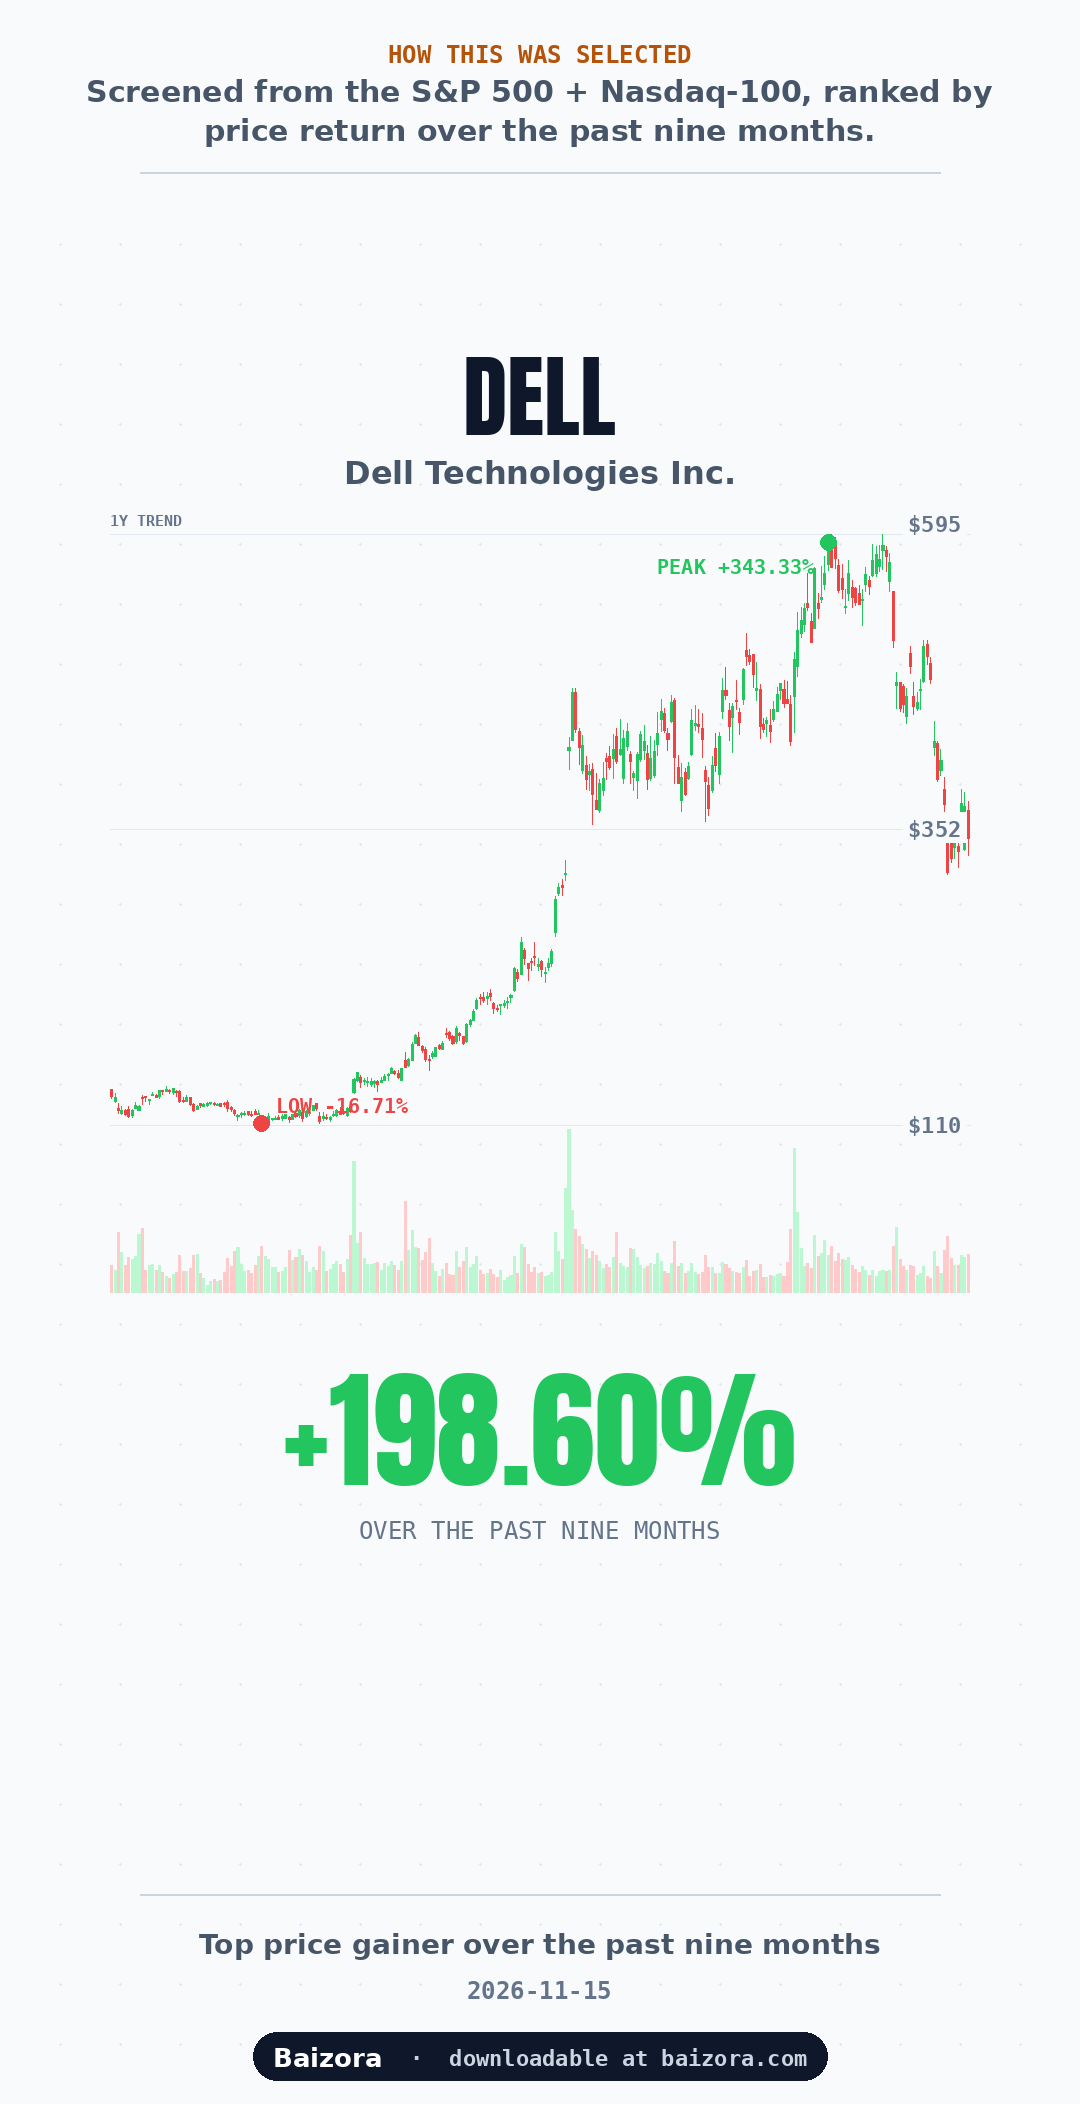 HOW THIS WAS SELECTED
Screened from the S&P 500 + Nasdaq-100, ranked by
price return over the past nine months.
DELL
Dell Technologies Inc.
1Y TREND
$595
PEAK +343.33%
$352
LOW -16.71%
$110
+198.60%
OVER THE PAST NINE MONTHS
Top price gainer over the past nine months
2026-11-15
Baizora · downloadable at baizora.com